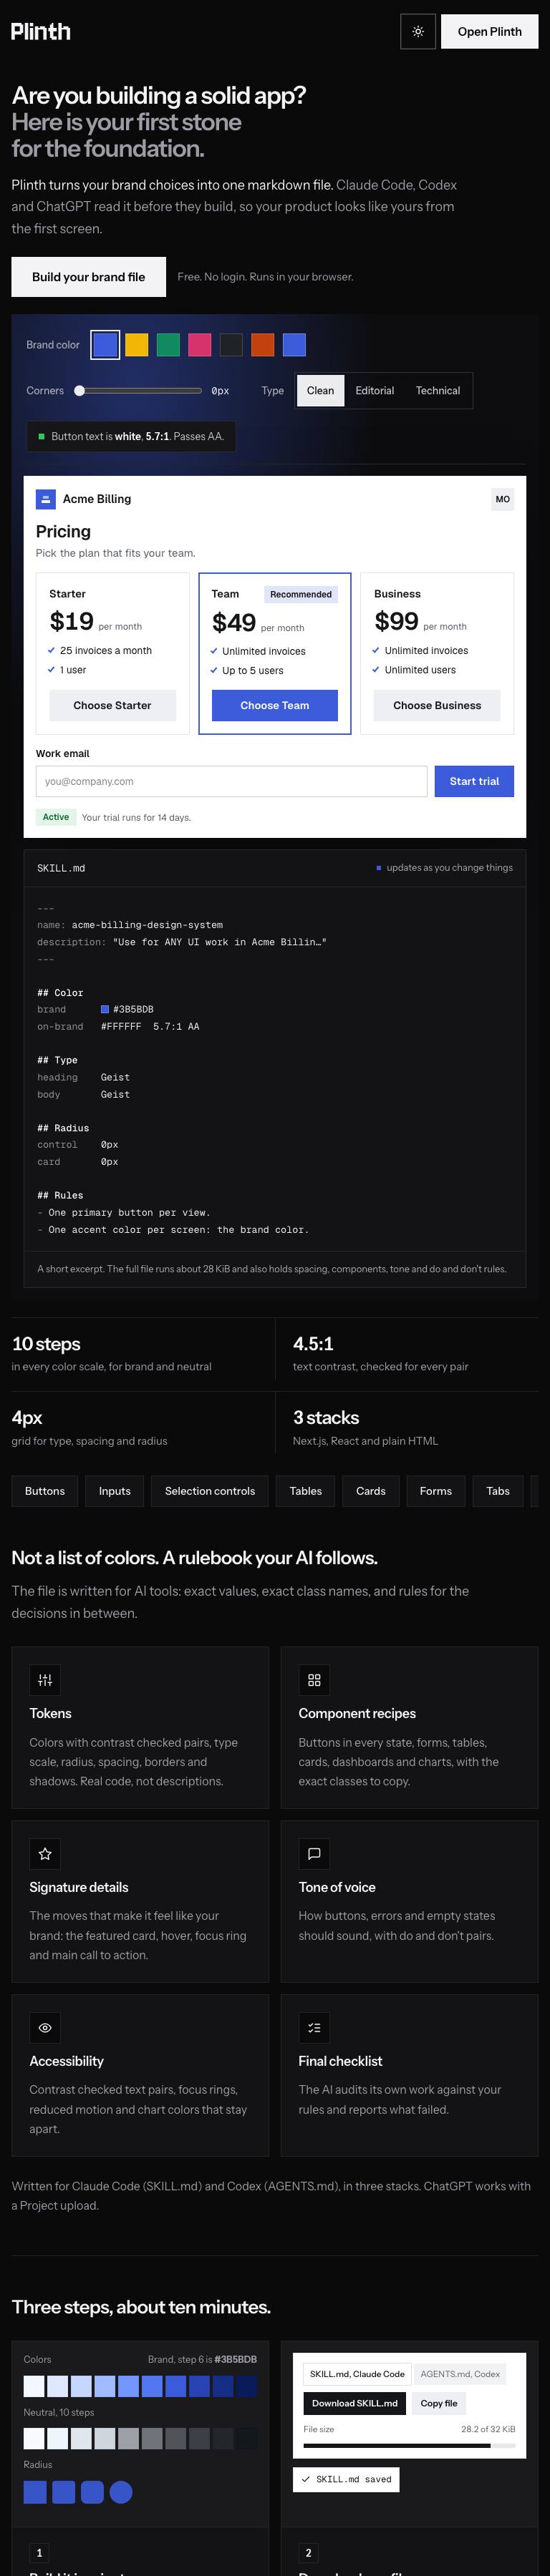 Plinth
Open Plinth
Are you building a solid app?
Here is your first stone
for the foundation.
Plinth turns your brand choices into one markdown file. Claude Code, Codex
and ChatGPT read it before they build, so your product looks like yours from
the first screen.
Build your brand file
Free. No login. Runs in your browser.
Brand color
Corners
0px
Type
Clean
Editorial
Technical
Button text is white, 5.7:1. Passes AA.
Acme Billing
MO
Pricing
Pick the plan that fits your team.
Starter
$19 per month
25 invoices a month
1 user
Choose Starter
Team
Recommended
$49 per month
Unlimited invoices
Up to 5 users
Choose Team
Business
$99 per month
Unlimited invoices
Unlimited users
Choose Business
Work email
you@company.com
Start trial
Active
Your trial runs for 14 days.
SKILL.md
updates as you change things
---
name: acme-billing-design-system
description: "Use for ANY UI work in Acme Billin…"
---
## Color
brand #3B5BDB
on-brand #FFFFFF 5.7:1 AA
## Type
heading Geist
body Geist
## Radius
control 0px
card 0px
## Rules
- One primary button per view.
- One accent color per screen: the brand color.
A short excerpt. The full file runs about 28 KiB and also holds spacing, components, tone and do and don't rules.
10 steps
in every color scale, for brand and neutral
4.5:1
text contrast, checked for every pair
4px
grid for type, spacing and radius
3 stacks
Next.js, React and plain HTML
Buttons
Inputs
Selection controls
Tables
Cards
Forms
Tabs
Not a list of colors. A rulebook your AI follows.
The file is written for AI tools: exact values, exact class names, and rules for the
decisions in between.
Tokens
Colors with contrast checked pairs, type
scale, radius, spacing, borders and
shadows. Real code, not descriptions.
Component recipes
Buttons in every state, forms, tables,
cards, dashboards and charts, with the
exact classes to copy.
Signature details
The moves that make it feel like your
brand: the featured card, hover, focus ring
and main call to action.
Tone of voice
How buttons, errors and empty states
should sound, with do and don't pairs.
Accessibility
Contrast checked text pairs, focus rings,
reduced motion and chart colors that stay
apart.
Final checklist
The AI audits its own work against your
rules and reports what failed.
Written for Claude Code (SKILL.md) and Codex (AGENTS.md), in three stacks. ChatGPT works with
a Project upload.
Three steps, about ten minutes.
Colors
Brand, step 6 is #3B5BDB
Neutral, 10 steps
Radius
SKILL.md, Claude Code
AGENTS.md, Codex
Download SKILL.md
Copy file
File size
28.2 of 32 KiB
SKILL.md saved
1
2